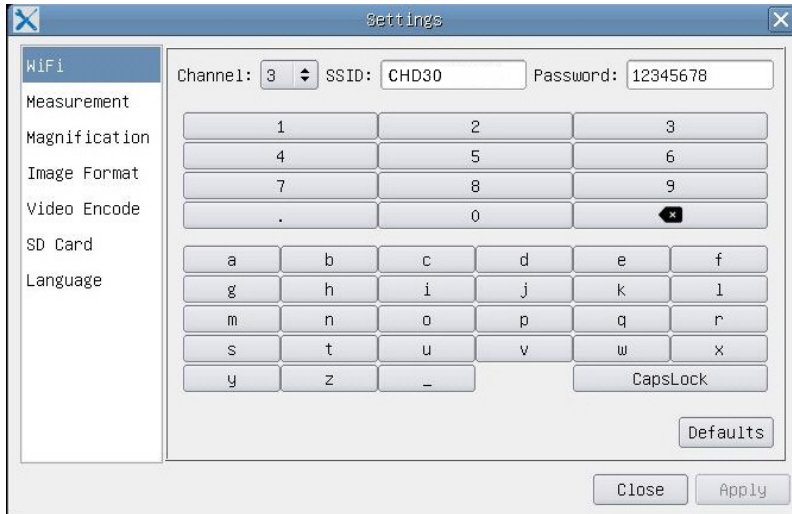 Settings
WiFi
Measurement
Magnification
Image Format
Video Encode
SD Card
Language
Channel: 3 SSID: CHD30 Password: 12345678
1 2 3
4 5 6
7 8 9
. 0
a b c d e f
g h i j k l
m n o p q r
s t u v w x
y z _ CapsLock
Defaults
Close Apply